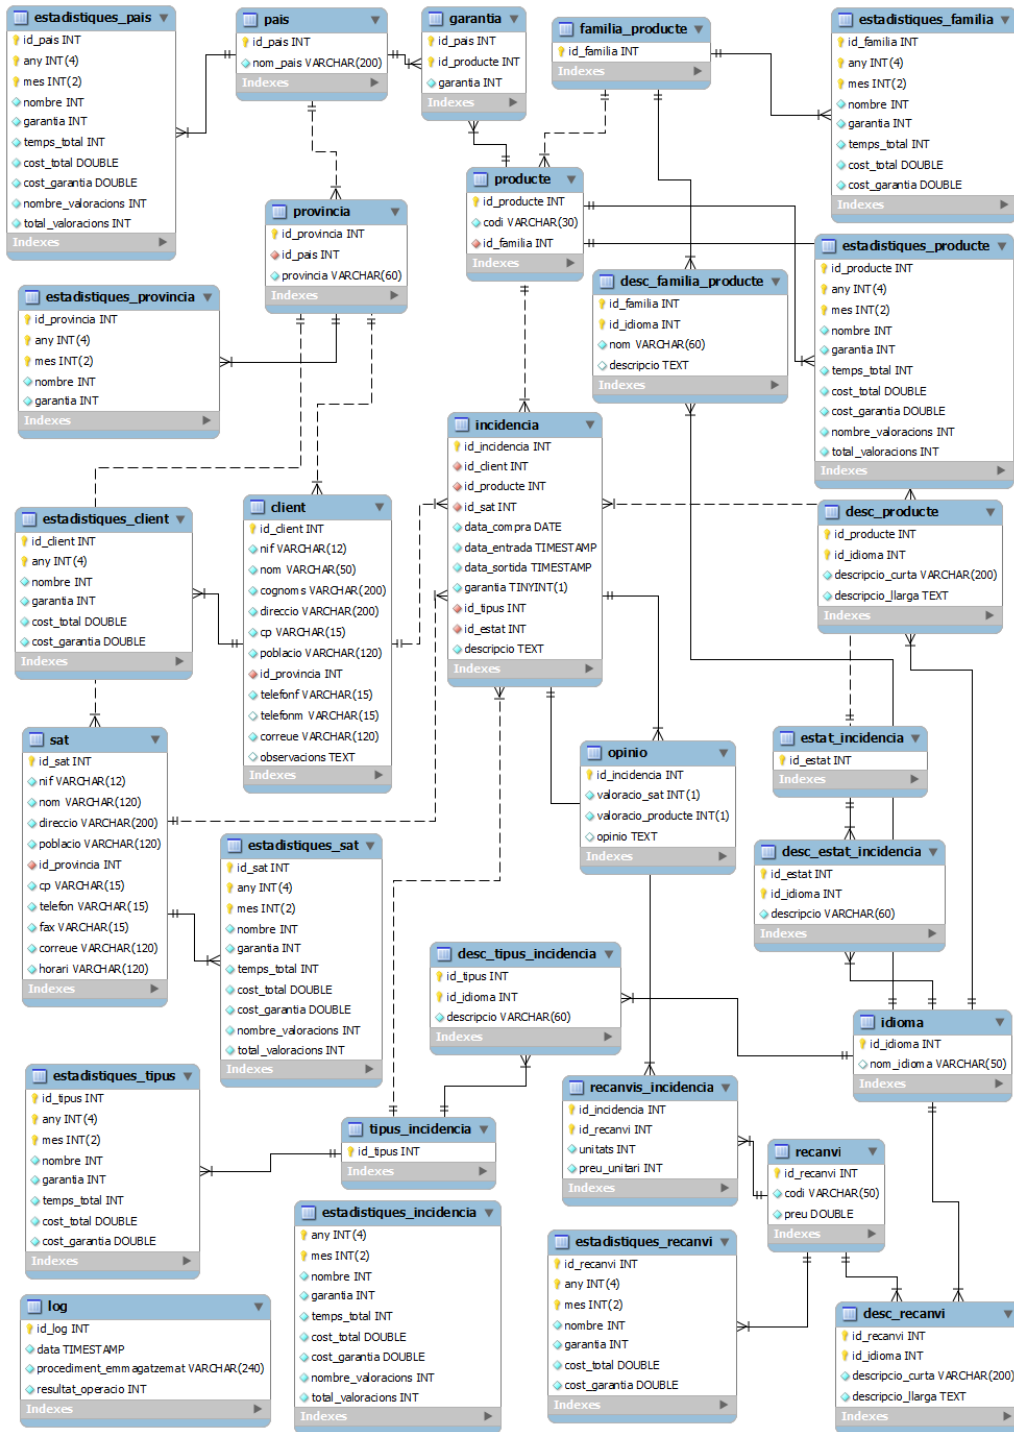 estadistiques_pais
id_pais INT
any INT(4)
mes INT(2)
nombre INT
garantia INT
temps_total INT
cost_total DOUBLE
cost_garantia DOUBLE
nombre_valoracions INT
total_valoracions INT
Indexes
pais
id_pais INT
nom_pais VARCHAR(200)
Indexes
garantia
id_pais INT
id_producte INT
garantia INT
Indexes
familia_producte
id_familia INT
Indexes
estadistiques_familia
id_familia INT
any INT(4)
mes INT(2)
nombre INT
garantia INT
temps_total INT
cost_total DOUBLE
cost_garantia DOUBLE
Indexes
provincia
id_provincia INT
id_pais INT
provincia VARCHAR(60)
Indexes
producte
id_producte INT
codi VARCHAR(30)
id_familia INT
Indexes
estadistiques_provincia
id_provincia INT
any INT(4)
mes INT(2)
nombre INT
garantia INT
Indexes
desc_familia_producte
id_familia INT
id_idioma INT
nom VARCHAR(60)
descripcio TEXT
Indexes
estadistiques_producte
id_producte INT
any INT(4)
mes INT(2)
nombre INT
garantia INT
temps_total INT
cost_total DOUBLE
cost_garantia DOUBLE
nombre_valoracions INT
total_valoracions INT
Indexes
incidencia
id_incidencia INT
id_client INT
id_producte INT
id_sat INT
data_compra DATE
data_entrada TIMESTAMP
data_sortida TIMESTAMP
garantia TINYINT(1)
id_tipus INT
id_estat INT
descripcio TEXT
Indexes
estadistiques_client
id_client INT
any INT(4)
nombre INT
garantia INT
cost_total DOUBLE
cost_garantia DOUBLE
Indexes
client
id_client INT
nif VARCHAR(12)
nom VARCHAR(50)
cognoms VARCHAR(200)
direccio VARCHAR(200)
cp VARCHAR(15)
poblacio VARCHAR(120)
id_provincia INT
telefonf VARCHAR(15)
telefonm VARCHAR(15)
correue VARCHAR(120)
observacions TEXT
Indexes
desc_producte
id_producte INT
id_idioma INT
descripcio_curta VARCHAR(200)
descripcio_llarga TEXT
Indexes
sat
id_sat INT
nif VARCHAR(12)
nom VARCHAR(120)
direccio VARCHAR(200)
poblacio VARCHAR(120)
id_provincia INT
cp VARCHAR(15)
telefon VARCHAR(15)
fax VARCHAR(15)
correue VARCHAR(120)
horari VARCHAR(120)
Indexes
opinio
id_incidencia INT
valoracio_sat INT(1)
valoracio_producte INT(1)
opinio TEXT
Indexes
estat_incidencia
id_estat INT
Indexes
estadistiques_sat
id_sat INT
any INT(4)
mes INT(2)
nombre INT
garantia INT
temps_total INT
cost_total DOUBLE
cost_garantia DOUBLE
nombre_valoracions INT
total_valoracions INT
Indexes
desc_estat_incidencia
id_estat INT
id_idioma INT
descripcio VARCHAR(60)
Indexes
desc_tipus_incidencia
id_tipus INT
id_idioma INT
descripcio VARCHAR(60)
Indexes
idioma
id_idioma INT
nom_idioma VARCHAR(50)
Indexes
estadistiques_tipus
id_tipus INT
any INT(4)
mes INT(2)
nombre INT
garantia INT
temps_total INT
cost_total DOUBLE
cost_garantia DOUBLE
Indexes
tipus_incidencia
id_tipus INT
Indexes
recanvis_incidencia
id_incidencia INT
id_recanvi INT
unitats INT
preu_unitari INT
Indexes
recanvi
id_recanvi INT
codi VARCHAR(50)
preu DOUBLE
Indexes
estadistiques_incidencia
any INT(4)
mes INT(2)
nombre INT
garantia INT
temps_total INT
cost_total DOUBLE
cost_garantia DOUBLE
nombre_valoracions INT
total_valoracions INT
Indexes
estadistiques_recanvi
id_recanvi INT
any INT(4)
mes INT(2)
nombre INT
garantia INT
cost_total DOUBLE
cost_garantia DOUBLE
Indexes
log
id_log INT
data TIMESTAMP
procediment_emmagatzemat VARCHAR(240)
resultat_operacio INT
Indexes
desc_recanvi
id_recanvi INT
id_idioma INT
descripcio_curta VARCHAR(200)
descripcio_llarga TEXT
Indexes